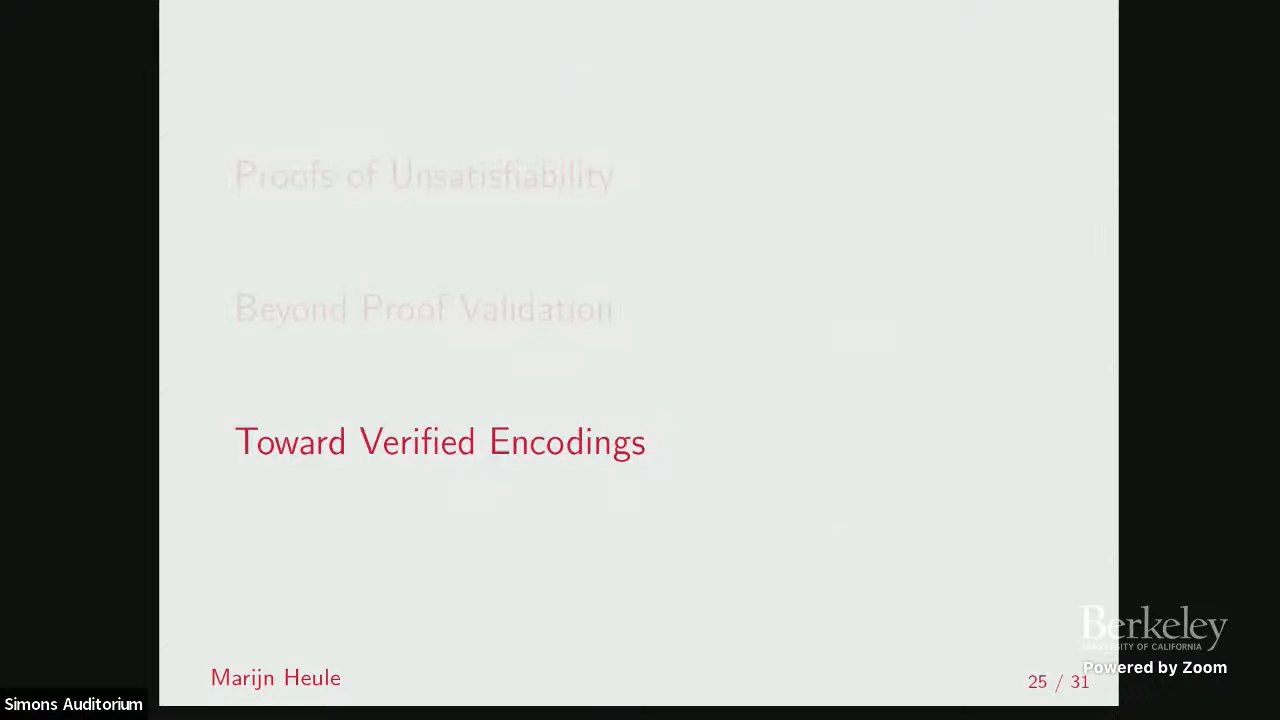 Proofs of Unsatisfiability
Beyond Proof Validation
Toward Verified Encodings
Marijn Heule
25 / 31
Berkeley
UNIVERSITY OF CALIFORNIA
Powered by Zoom
Simons Auditorium